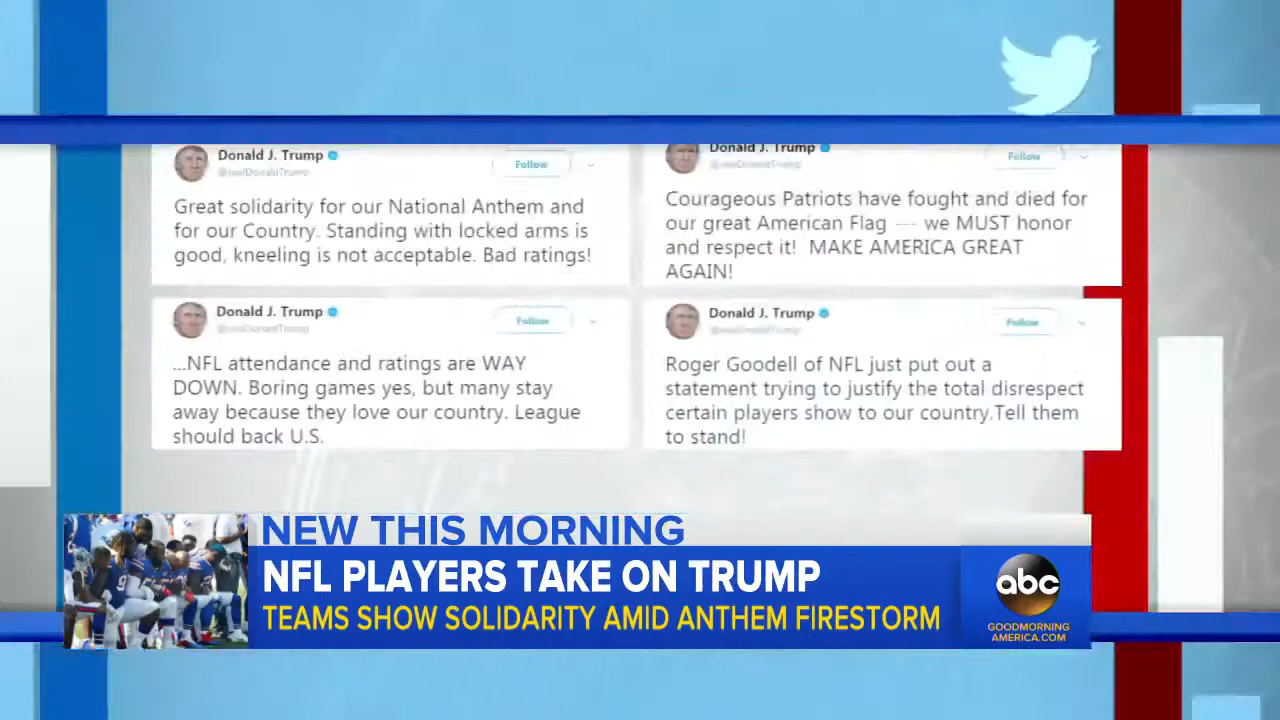 Donald J. Trump
@realDonaldTrump
Follow
Great solidarity for our National Anthem and
for our Country. Standing with locked arms is
good, kneeling is not acceptable. Bad ratings!
Donald J. Trump
@realDonaldTrump
Follow
Courageous Patriots have fought and died for
our great American Flag --- we MUST honor
and respect it!  MAKE AMERICA GREAT
AGAIN!
Donald J. Trump
@realDonaldTrump
Follow
...NFL attendance and ratings are WAY
DOWN. Boring games yes, but many stay
away because they love our country. League
should back U.S.
Donald J. Trump
@realDonaldTrump
Follow
Roger Goodell of NFL just put out a
statement trying to justify the total disrespect
certain players show to our country.Tell them
to stand!
NEW THIS MORNING
NFL PLAYERS TAKE ON TRUMP
TEAMS SHOW SOLIDARITY AMID ANTHEM FIRESTORM
abc
GOODMORNING
AMERICA.COM